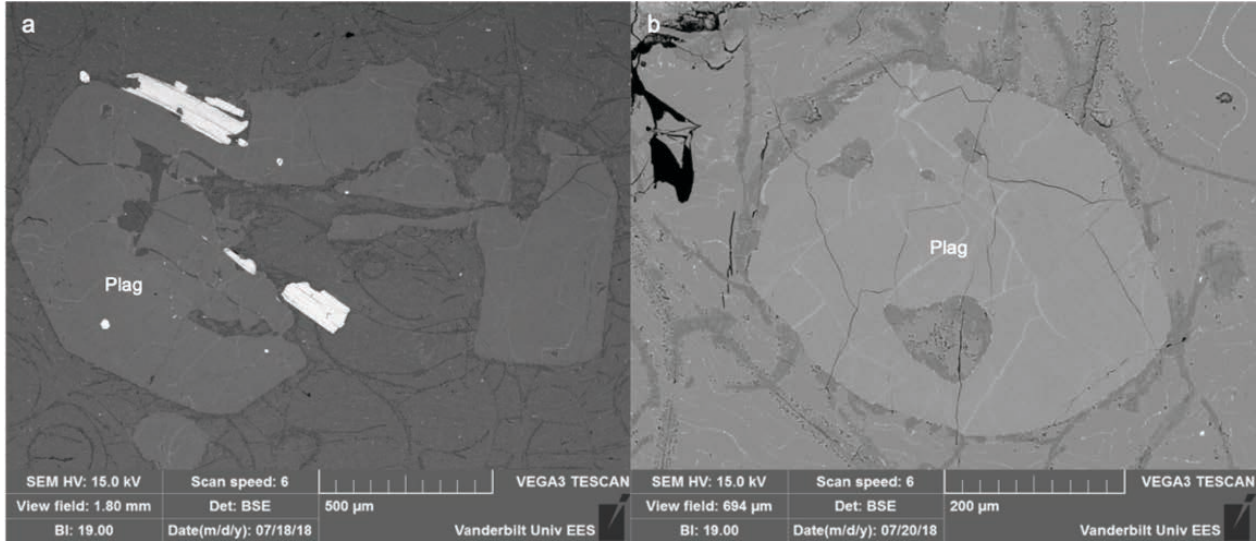 a
Plag
SEM HV: 15.0 kV Scan speed: 6 VEGA3 TESCAN
View field: 1.80 mm Det: BSE 500 µm
BI: 19.00 Date(m/d/y): 07/18/18 Vanderbilt Univ EES
b
Plag
SEM HV: 15.0 kV Scan speed: 6 VEGA3 TESCAN
View field: 694 µm Det: BSE 200 µm
BI: 19.00 Date(m/d/y): 07/20/18 Vanderbilt Univ EES